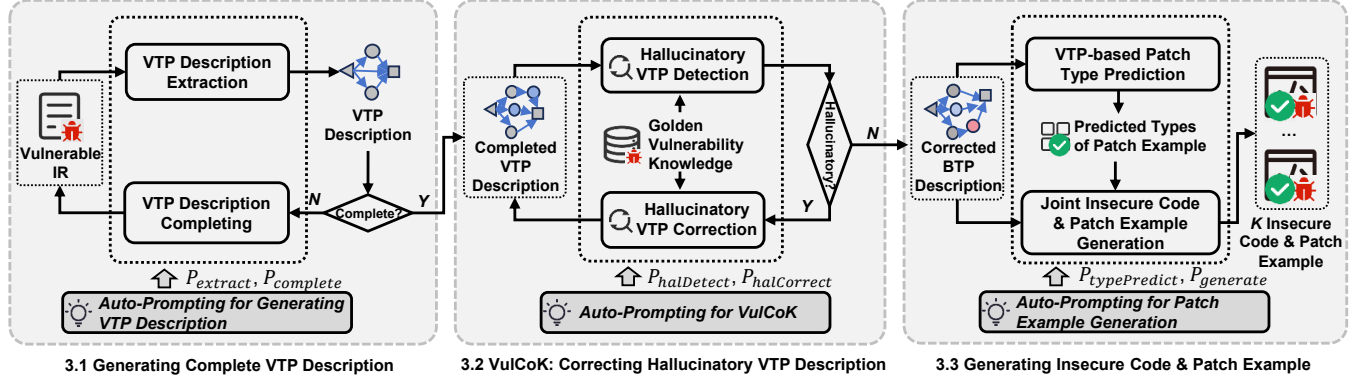 VTP Description
Extraction
Vulnerable
IR
VTP
Description
Complete?
N
Y
VTP Description
Completing
P_extract, P_complete
Auto-Prompting for Generating
VTP Description
3.1 Generating Complete VTP Description
Completed
VTP
Description
Hallucinatory
VTP Detection
Golden
Vulnerability
Knowledge
Hallucinatory
VTP Correction
Hallucinatory?
N
Y
P_halDetect, P_halCorrect
Auto-Prompting for VulCoK
3.2 VulCoK: Correcting Hallucinatory VTP Description
Corrected
BTP
Description
VTP-based Patch
Type Prediction
Predicted Types
of Patch Example
Joint Insecure Code
& Patch Example
Generation
...
K Insecure
Code & Patch
Example
P_typePredict, P_generate
Auto-Prompting for Patch
Example Generation
3.3 Generating Insecure Code & Patch Example